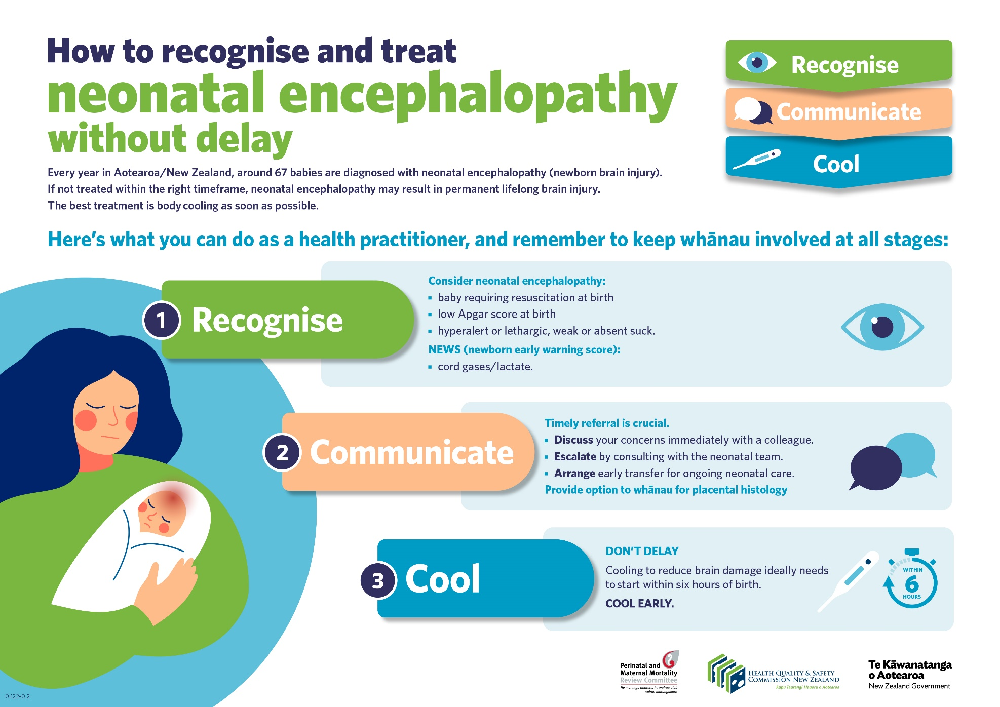 How to recognise and treat
neonatal encephalopathy
without delay
Every year in Aotearoa/New Zealand, around 67 babies are diagnosed with neonatal encephalopathy (newborn brain injury).
If not treated within the right timeframe, neonatal encephalopathy may result in permanent lifelong brain injury.
The best treatment is body cooling as soon as possible.
Recognise
Communicate
Cool
Here's what you can do as a health practitioner, and remember to keep whānau involved at all stages:
1 Recognise
Consider neonatal encephalopathy:
▪ baby requiring resuscitation at birth
▪ low Apgar score at birth
▪ hyperalert or lethargic, weak or absent suck.
NEWS (newborn early warning score):
▪ cord gases/lactate.
2 Communicate
Timely referral is crucial.
▪ Discuss your concerns immediately with a colleague.
▪ Escalate by consulting with the neonatal team.
▪ Arrange early transfer for ongoing neonatal care.
Provide option to whānau for placental histology
3 Cool
DON'T DELAY
Cooling to reduce brain damage ideally needs
to start within six hours of birth.
COOL EARLY.
WITHIN
6
HOURS
Perinatal and
Maternal Mortality
Review Committee
He matenga ohorere, he wairua uiui,
wairua mutungakore
HEALTH QUALITY & SAFETY
COMMISSION NEW ZEALAND
Kupu Taurangi Hauora o Aotearoa
Te Kāwanatanga
o Aotearoa
New Zealand Government
0422-0.2